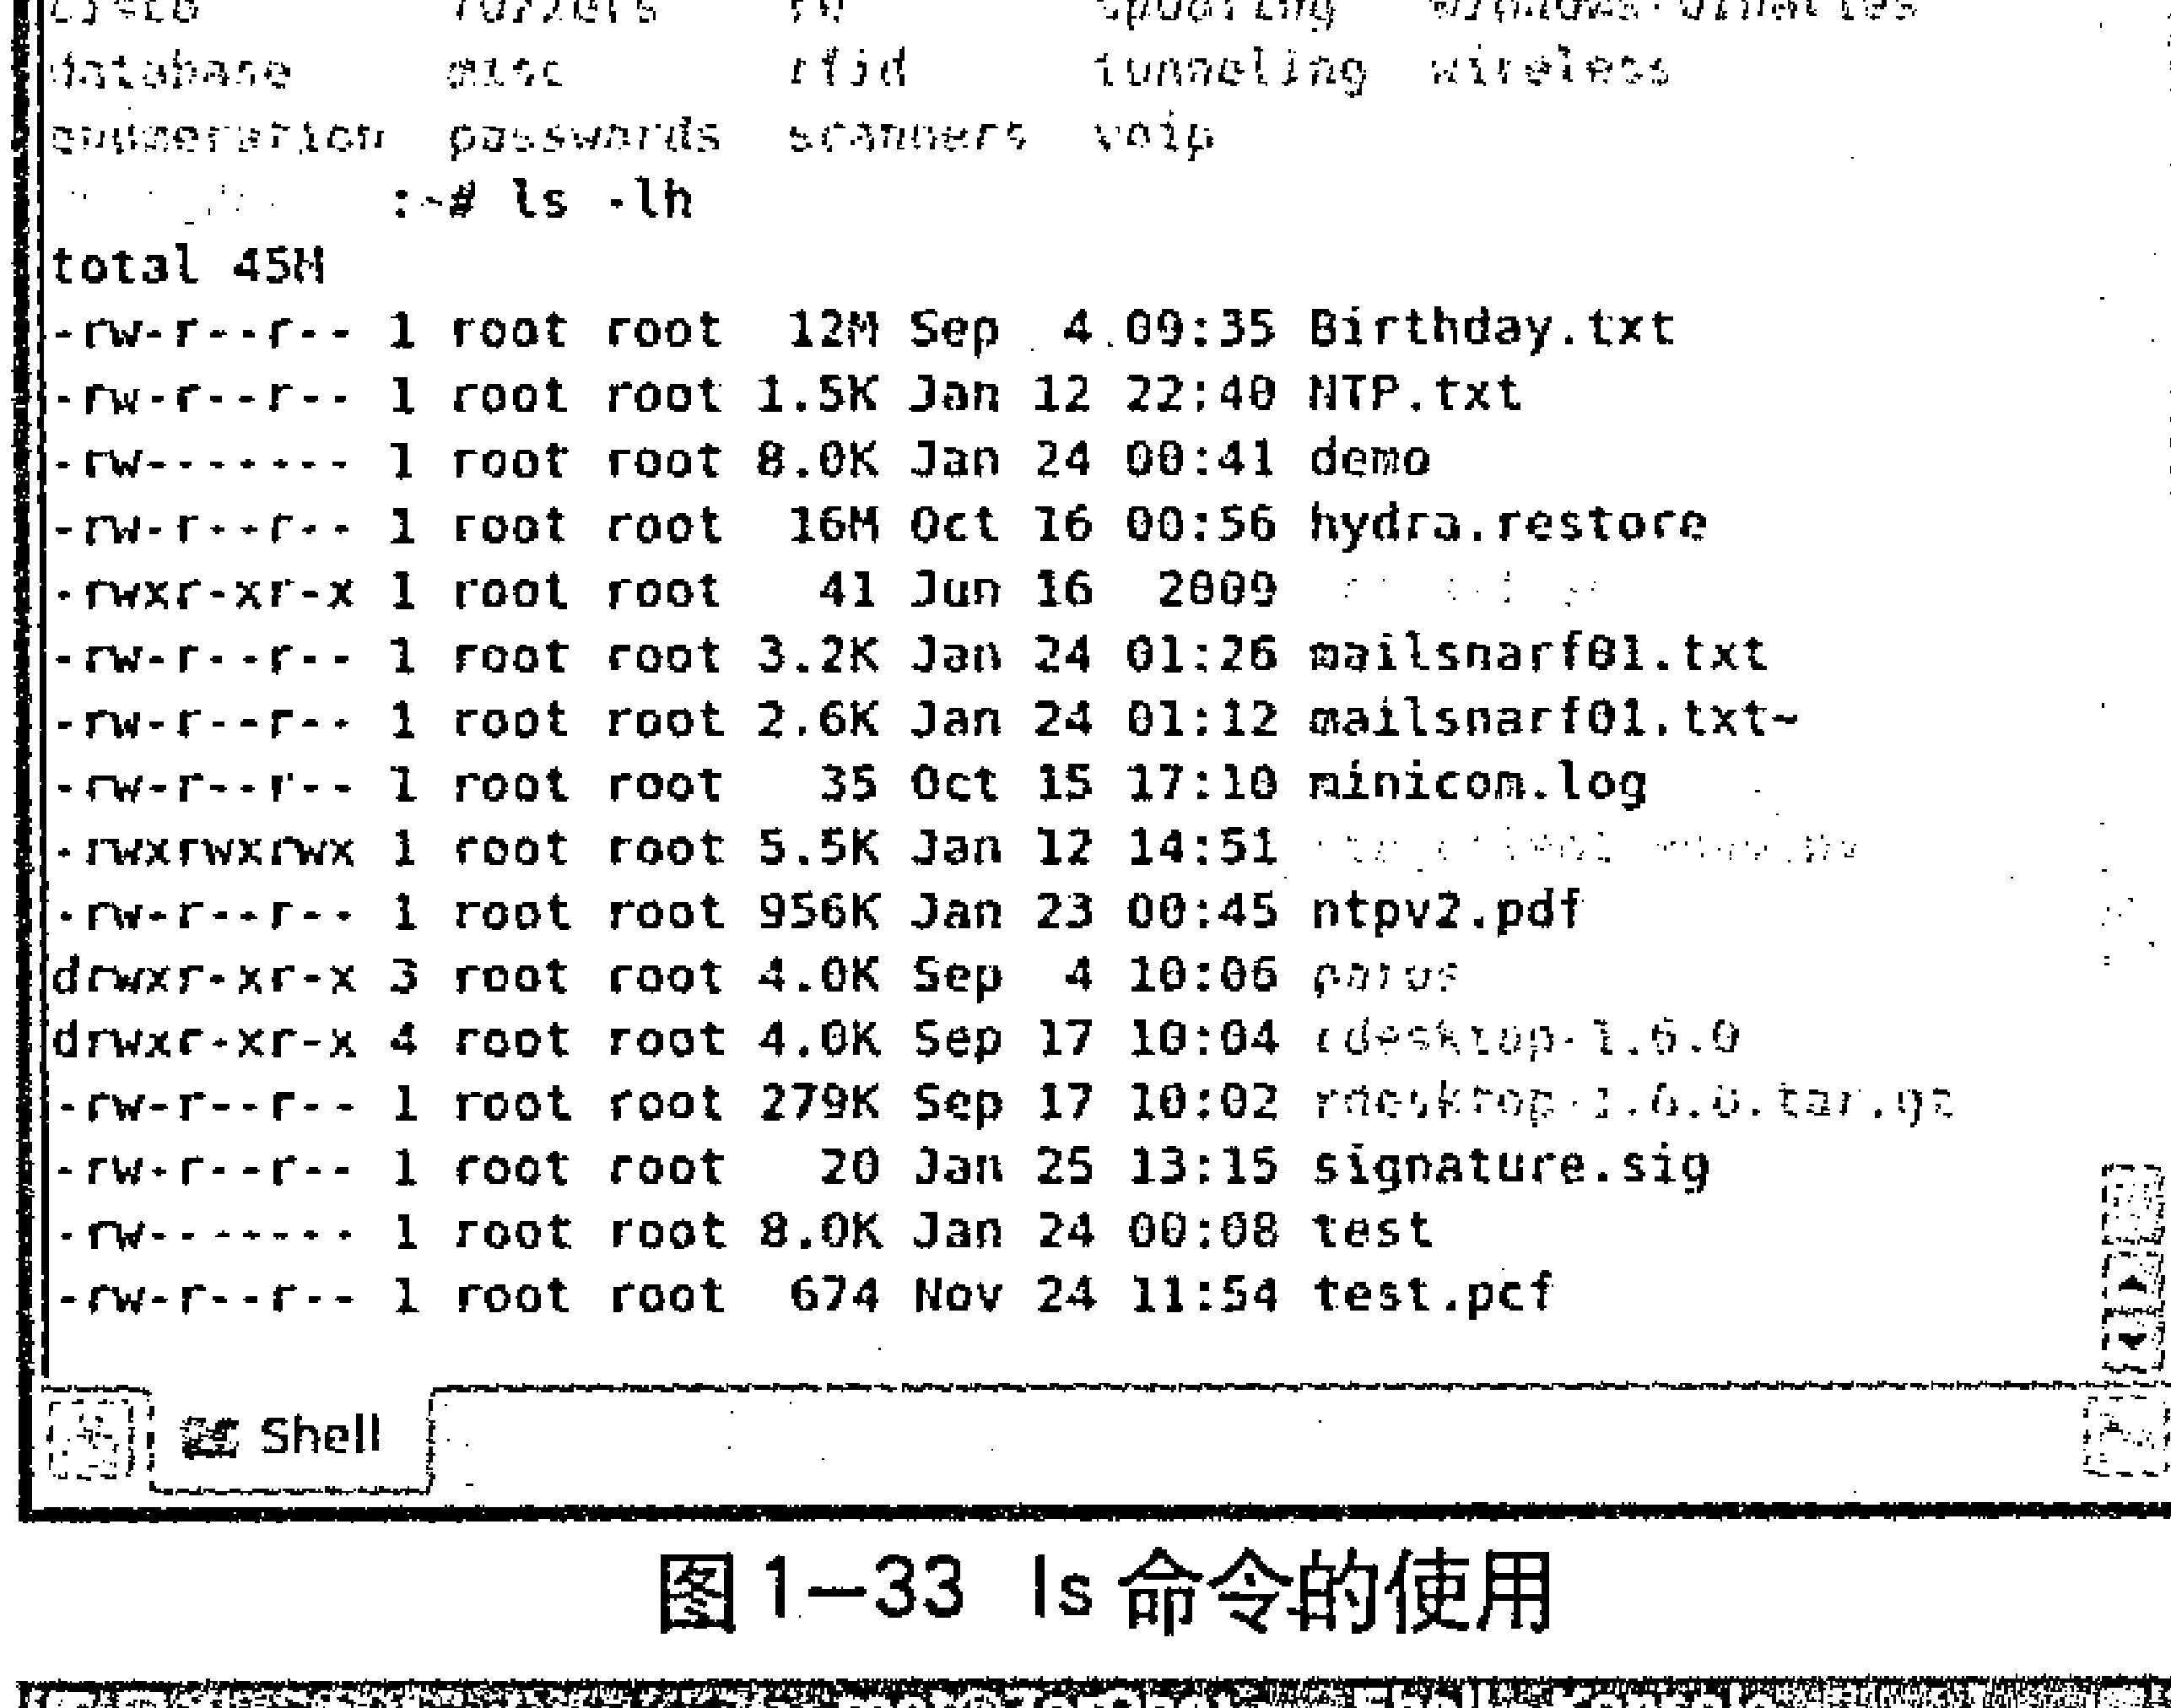 database misc rfid tunneling wireless
enumeration passwords scanners voip
:~# ls -lh
total 45M
-rw-r--r-- 1 root root 12M Sep 4 09:35 Birthday.txt
-rw-r--r-- 1 root root 1.5K Jan 12 22:40 NTP.txt
-rw------- 1 root root 8.0K Jan 24 00:41 demo
-rw-r--r-- 1 root root 16M Oct 16 00:56 hydra.restore
-rwxr-xr-x 1 root root 41 Jun 16 2009
-rw-r--r-- 1 root root 3.2K Jan 24 01:26 mailsnarf01.txt
-rw-r--r-- 1 root root 2.6K Jan 24 01:12 mailsnarf01.txt~
-rw-r--r-- 1 root root 35 Oct 15 17:10 minicom.log
-rwxrwxrwx 1 root root 5.5K Jan 12 14:51
-rw-r--r-- 1 root root 956K Jan 23 00:45 ntpv2.pdf
drwxr-xr-x 3 root root 4.0K Sep 4 10:06 paros
drwxr-xr-x 4 root root 4.0K Sep 17 10:04 rdesktop-1.6.0
-rw-r--r-- 1 root root 279K Sep 17 10:02 rdesktop-1.6.0.tar.gz
-rw-r--r-- 1 root root 20 Jan 25 13:15 signature.sig
-rw------- 1 root root 8.0K Jan 24 00:08 test
-rw-r--r-- 1 root root 674 Nov 24 11:54 test.pcf
Shell
图1-33 ls 命令的使用